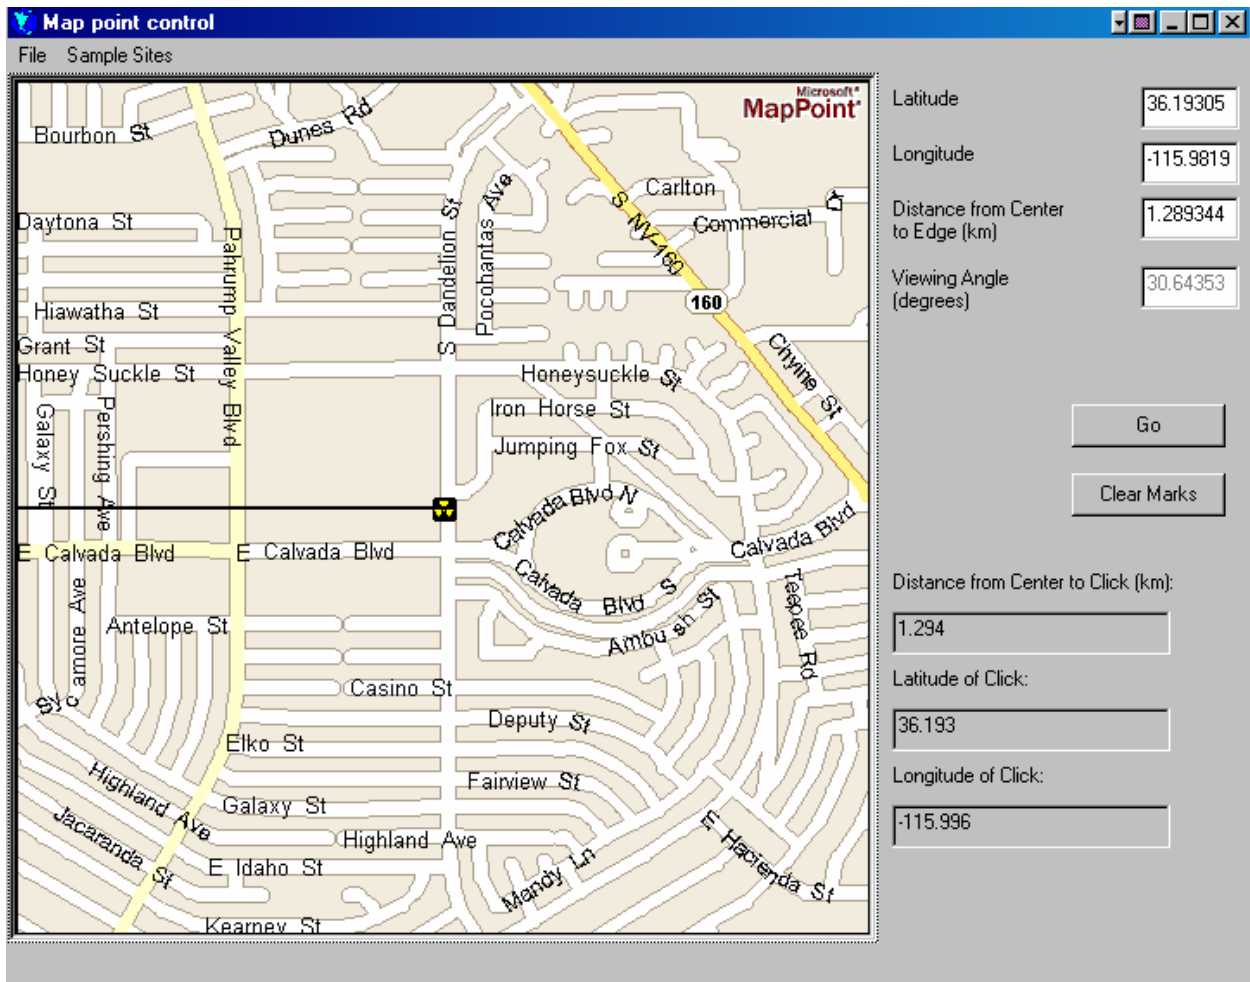 Map point control
File Sample Sites
Microsoft®
MapPoint®
Bourbon St
Dunes Rd
Daytona St
Pahrump Valley Blvd
S Dandelion St
Pocohantas Ave
S NV-160
Carlton
Commercial Dr
160
Hiawatha St
Grant St
Honey Suckle St
Honeysuckle St
Chyine St
Galaxy St
Pershing Ave
Iron Horse St
Jumping Fox St
Calvada Blvd N
E Calvada Blvd
E Calvada Blvd
Calvada Blvd
Calvada Blvd S
Sycamore Ave
Antelope St
Ambush St
Teepee Rd
Casino St
Deputy St
Elko St
Highland Ave
Fairview St
Galaxy St
Jacaranda St
Highland Ave
E Hacienda St
E Idaho St
Mandy Ln
Kearney St
Latitude
36.19305
Longitude
-115.9819
Distance from Center
to Edge (km)
1.289344
Viewing Angle
(degrees)
30.64353
Go
Clear Marks
Distance from Center to Click (km):
1.294
Latitude of Click:
36.193
Longitude of Click:
-115.996